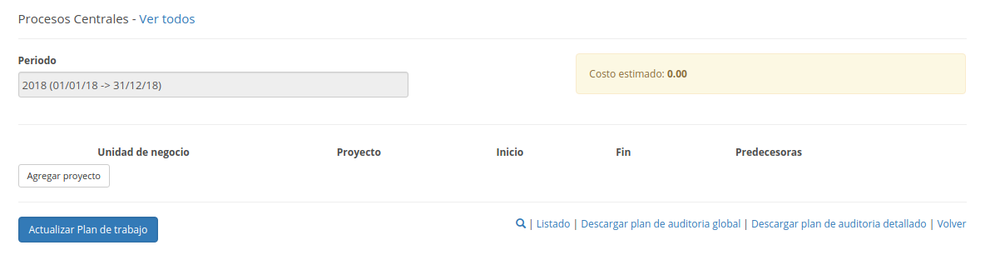 Procesos Centrales - Ver todos
Periodo
2018 (01/01/18 -> 31/12/18)
Costo estimado: 0.00
Unidad de negocio Proyecto Inicio Fin Predecesoras
Agregar proyecto
Actualizar Plan de trabajo
| Listado | Descargar plan de auditoria global | Descargar plan de auditoria detallado | Volver